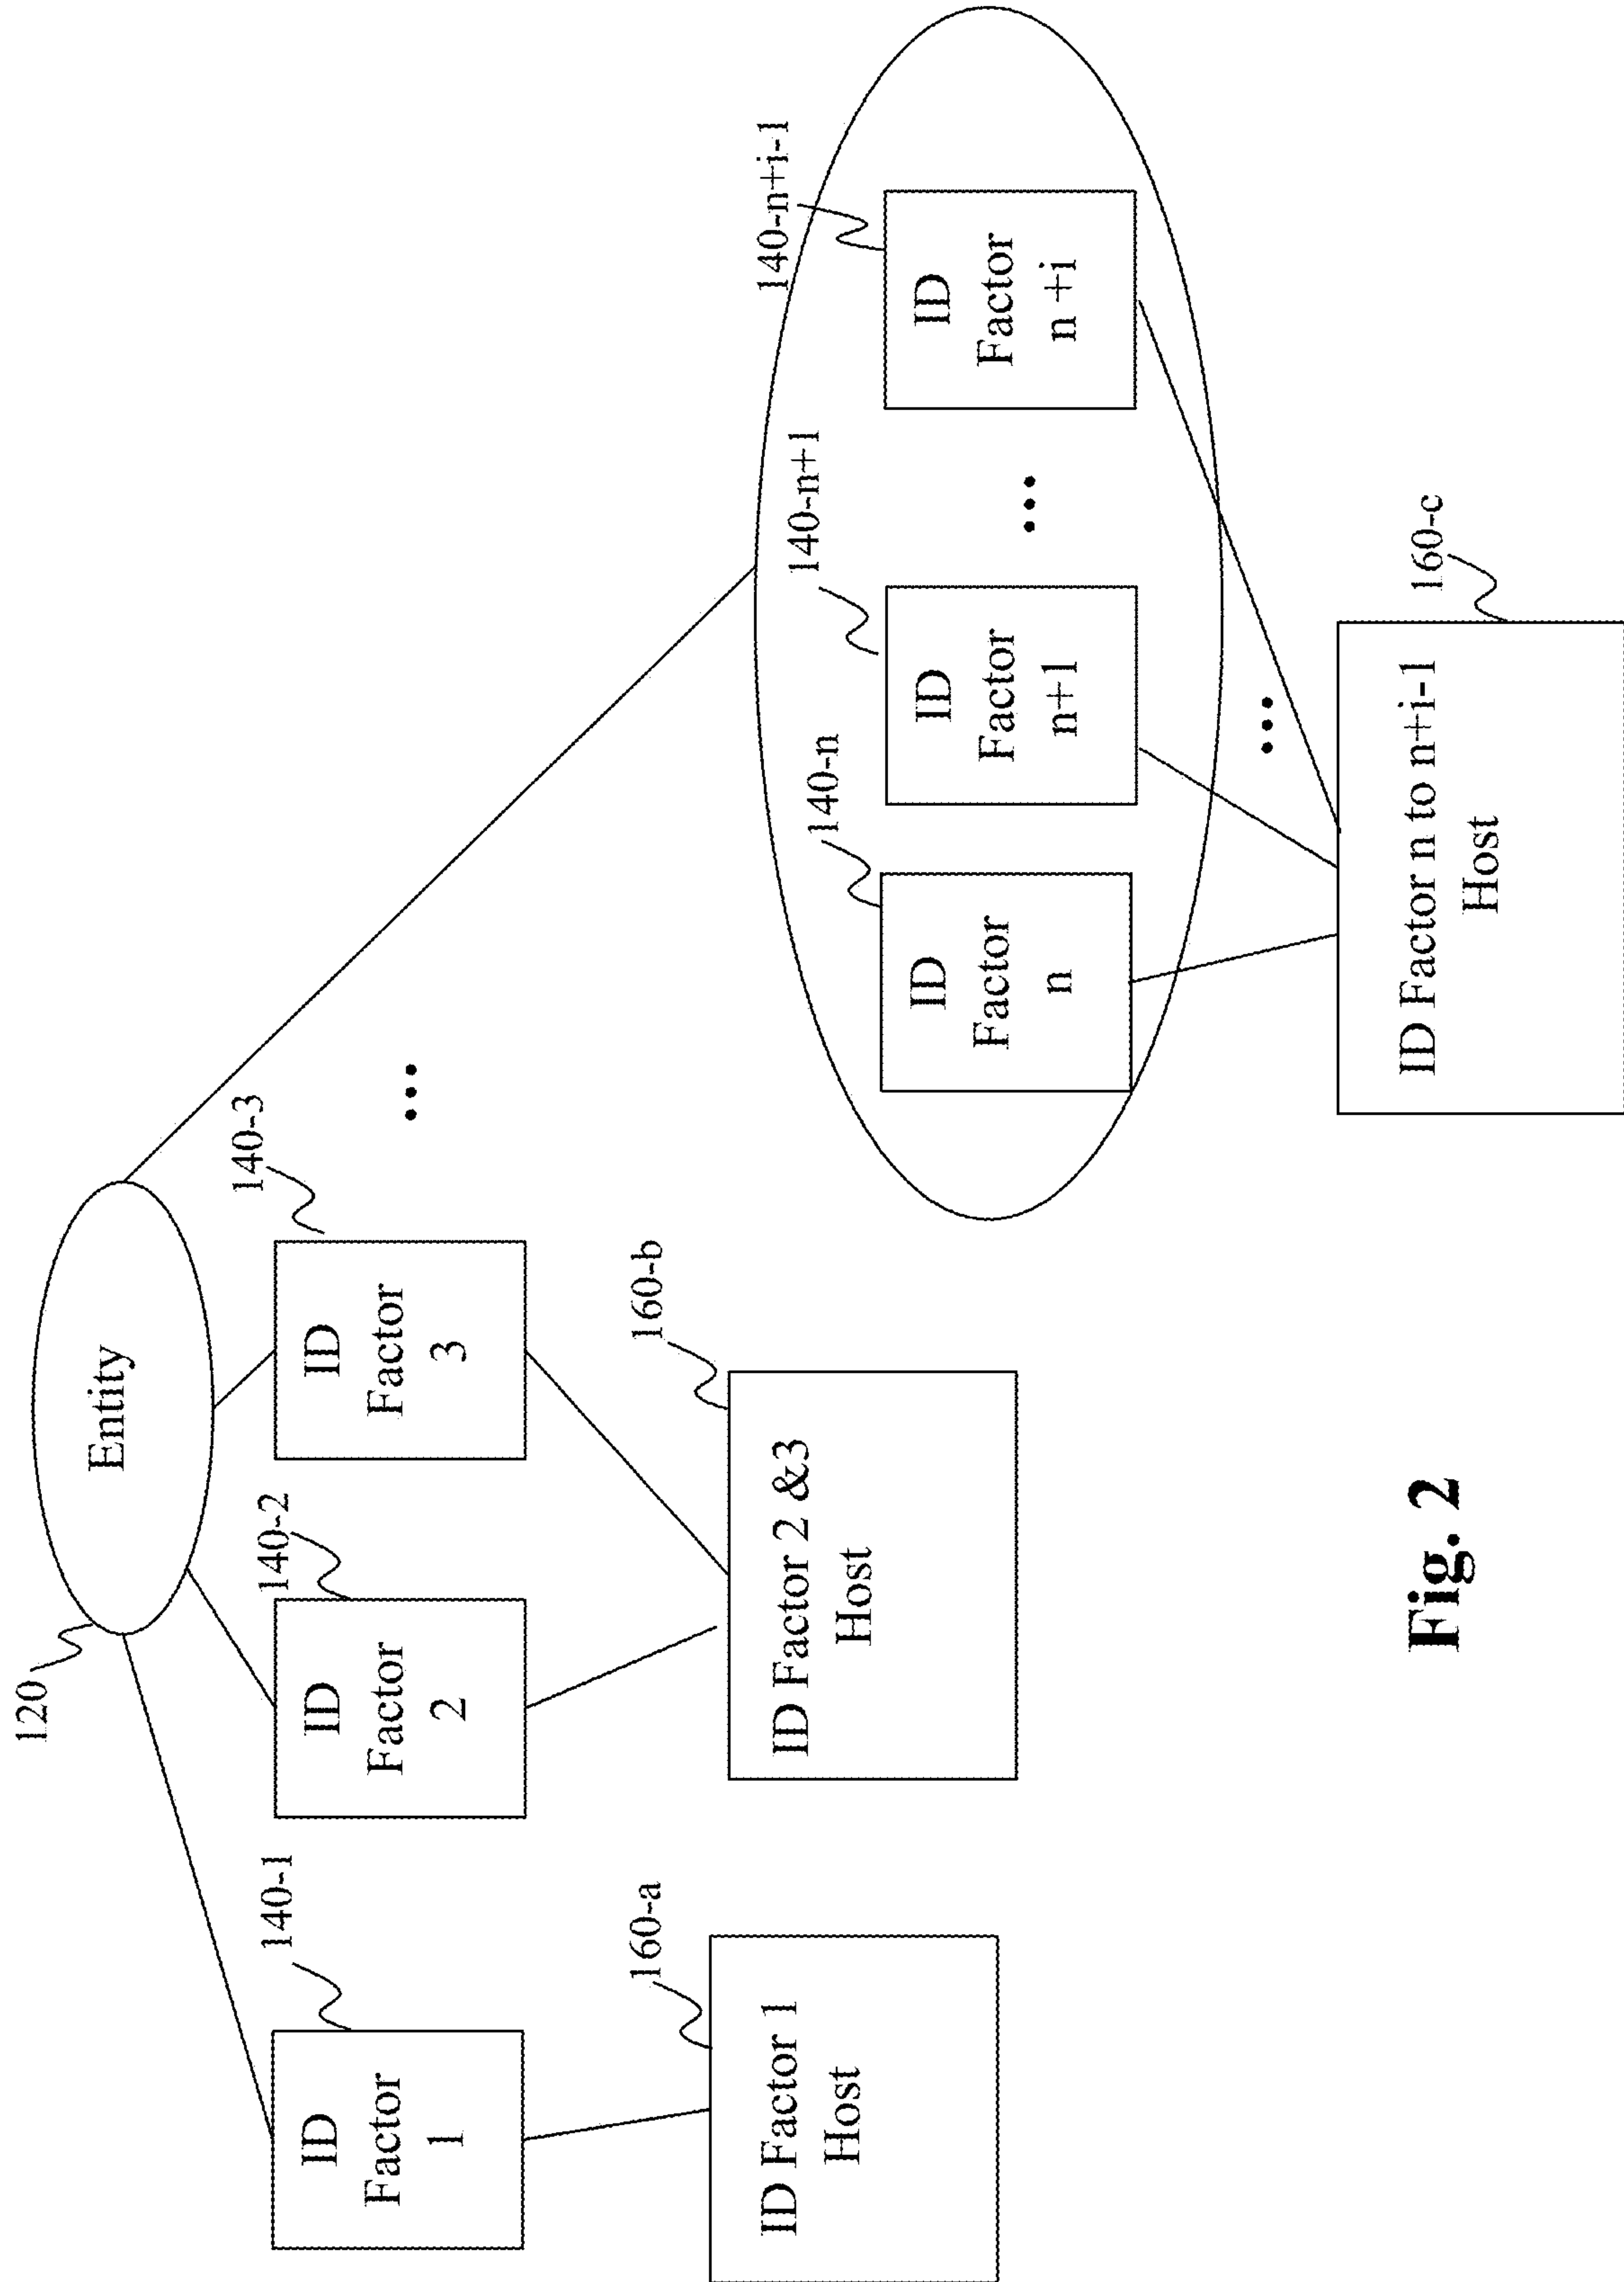 120
Entity
140-1
ID
Factor
1
140-2
ID
Factor
2
140-3
ID
Factor
3
...
160-a
ID Factor 1
Host
160-b
ID Factor 2 &3
Host
140-n
ID
Factor
n
140-n+1
ID
Factor
n+1
...
140-n+i-1
ID
Factor
n +i
...
160-c
ID Factor n to n+i-1
Host
Fig. 2